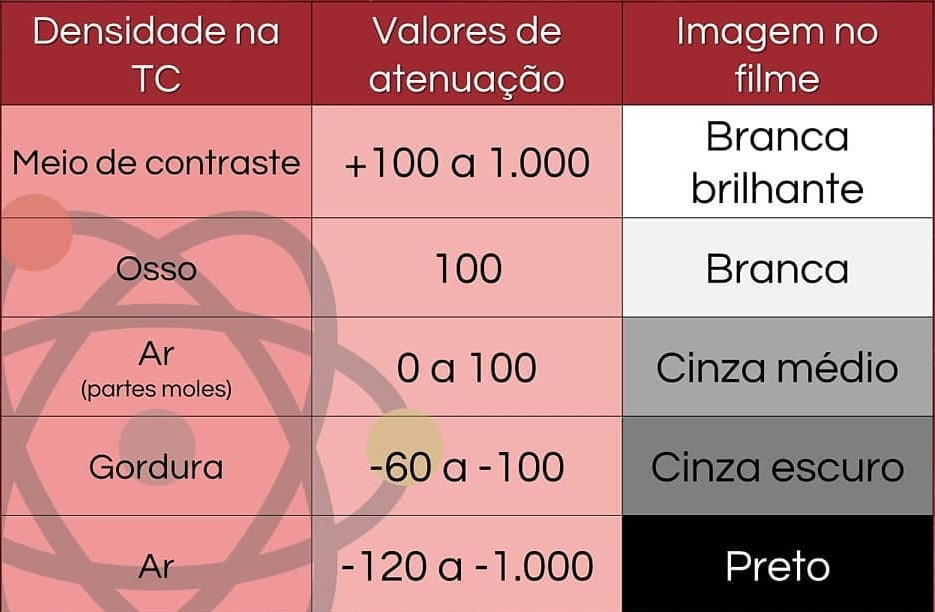 Densidade na
TC
Valores de
atenuação
Imagem no
filme
Meio de contraste
+100 a 1.000
Branca
brilhante
Osso
100
Branca
Ar
(partes moles)
0 a 100
Cinza médio
Gordura
-60 a -100
Cinza escuro
Ar
-120 a -1.000
Preto